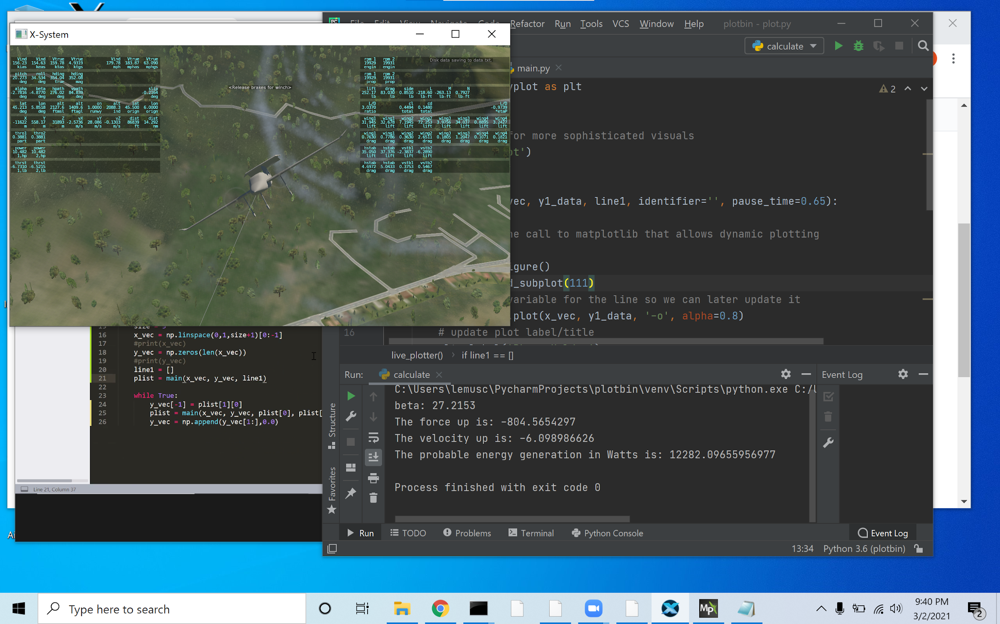 X-System
File Edit View Navigate Code Refactor Run Tools VCS Window Help plotbin - plot.py
calculate
main.py
2
Vind Vind Vtrue Vtrue Vind Vtrue Vtrue
156.23 154.63 159.78 4.9319 179.78 183.87 63.090
kias keas ktas ktgs mph mphas mphgs
pitch roll hding hding
20.273 34.534 354.04 352.08
deg deg true mag
alpha beta hpath vpath slip
-2.7816 -4.8770 276.02 84.839 -0.2164
deg deg deg deg deg
lat lon alt alt on alt lat lon
45.213 5.8518 2127.6 1409.6 1.0000 2088.3 45.500 6.0000
deg deg ftmsl ftagl runwy ind orign orign
X Y Z vX vY vZ dist dist
-11622 558.17 31893 -2.5736 28.086 -0.1303 86839 14.292
m m m m/s m/s m/s ft nm
thro1 thro2
0.3881 0.3881
part part
power power
10.482 10.482
1,hp 2,hp
thrst thrst
-6.7310 -6.5215
1,lb 2,lb
<Release brakes for winch>
Disk data saving to data.txt.
rpm 1 rpm 2
19929 19931
engin engin
rpm 1 rpm 2
19929 19931
prop prop
lift drag side L M N
252.17 83.030 0.8510 -218.60 -263.13 0.7927
lb lb lb lb-ft lb-ft lb-ft
L/D cl cd L/D
3.0370 0.4494 0.1480 -0.9739
ratio total total *etaP
wing1 wing1 wing2 wing2 wing3 wing3 wing4 wing4
31.945 32.678 7.1945 72.253 3.9756 34.037 0.8895 3.2427
lift lift lift lift lift lift lift lift
wing1 wing1 wing2 wing2 wing3 wing3 wing4 wing4
0.7630 0.7786 0.3630 2.6511 0.1805 1.2047 0.1071 0.1821
drag drag drag drag drag drag drag drag
hstab hstab vstb1 vstb2
35.050 37.376 -2.3837 -6.2890
lift lift lift lift
hstab hstab vstb1 vstb2
4.6972 5.0433 0.3753 0.5467
drag drag drag drag
yplot as plt
for more sophisticated visuals
ot')
vec, y1_data, line1, identifier='', pause_time=0.65):
he call to matplotlib that allows dynamic plotting
igure()
d_subplot(111)
variable for the line so we can later update it
.plot(x_vec, y1_data, '-o', alpha=0.8)
16 # update plot label/title
live_plotter() › if line1 == []
16 x_vec = np.linspace(0,1,size+1)[0:-1]
17 #print(x_vec)
18 y_vec = np.zeros(len(x_vec))
19 #print(y_vec)
20 line1 = []
21 plist = main(x_vec, y_vec, line1)
22
23 while True:
24 y_vec[-1] = plist[1][0]
25 plist = main(x_vec, y_vec, plist[0], plist[
26 y_vec = np.append(y_vec[1:],0.0)
Line 21, Column 37
Run: calculate
Event Log
C:\Users\lemusc\PycharmProjects\plotbin\venv\Scripts\python.exe C:/
beta: 27.2153
The force up is: -804.5654297
The velocity up is: -6.098986626
The probable energy generation in Watts is: 12282.09655956977
Process finished with exit code 0
Structure
Favorites
Run TODO Problems Terminal Python Console Event Log
13:34 Python 3.6 (plotbin)
Ai
Type here to search
Mp
9:40 PM
3/2/2021
2